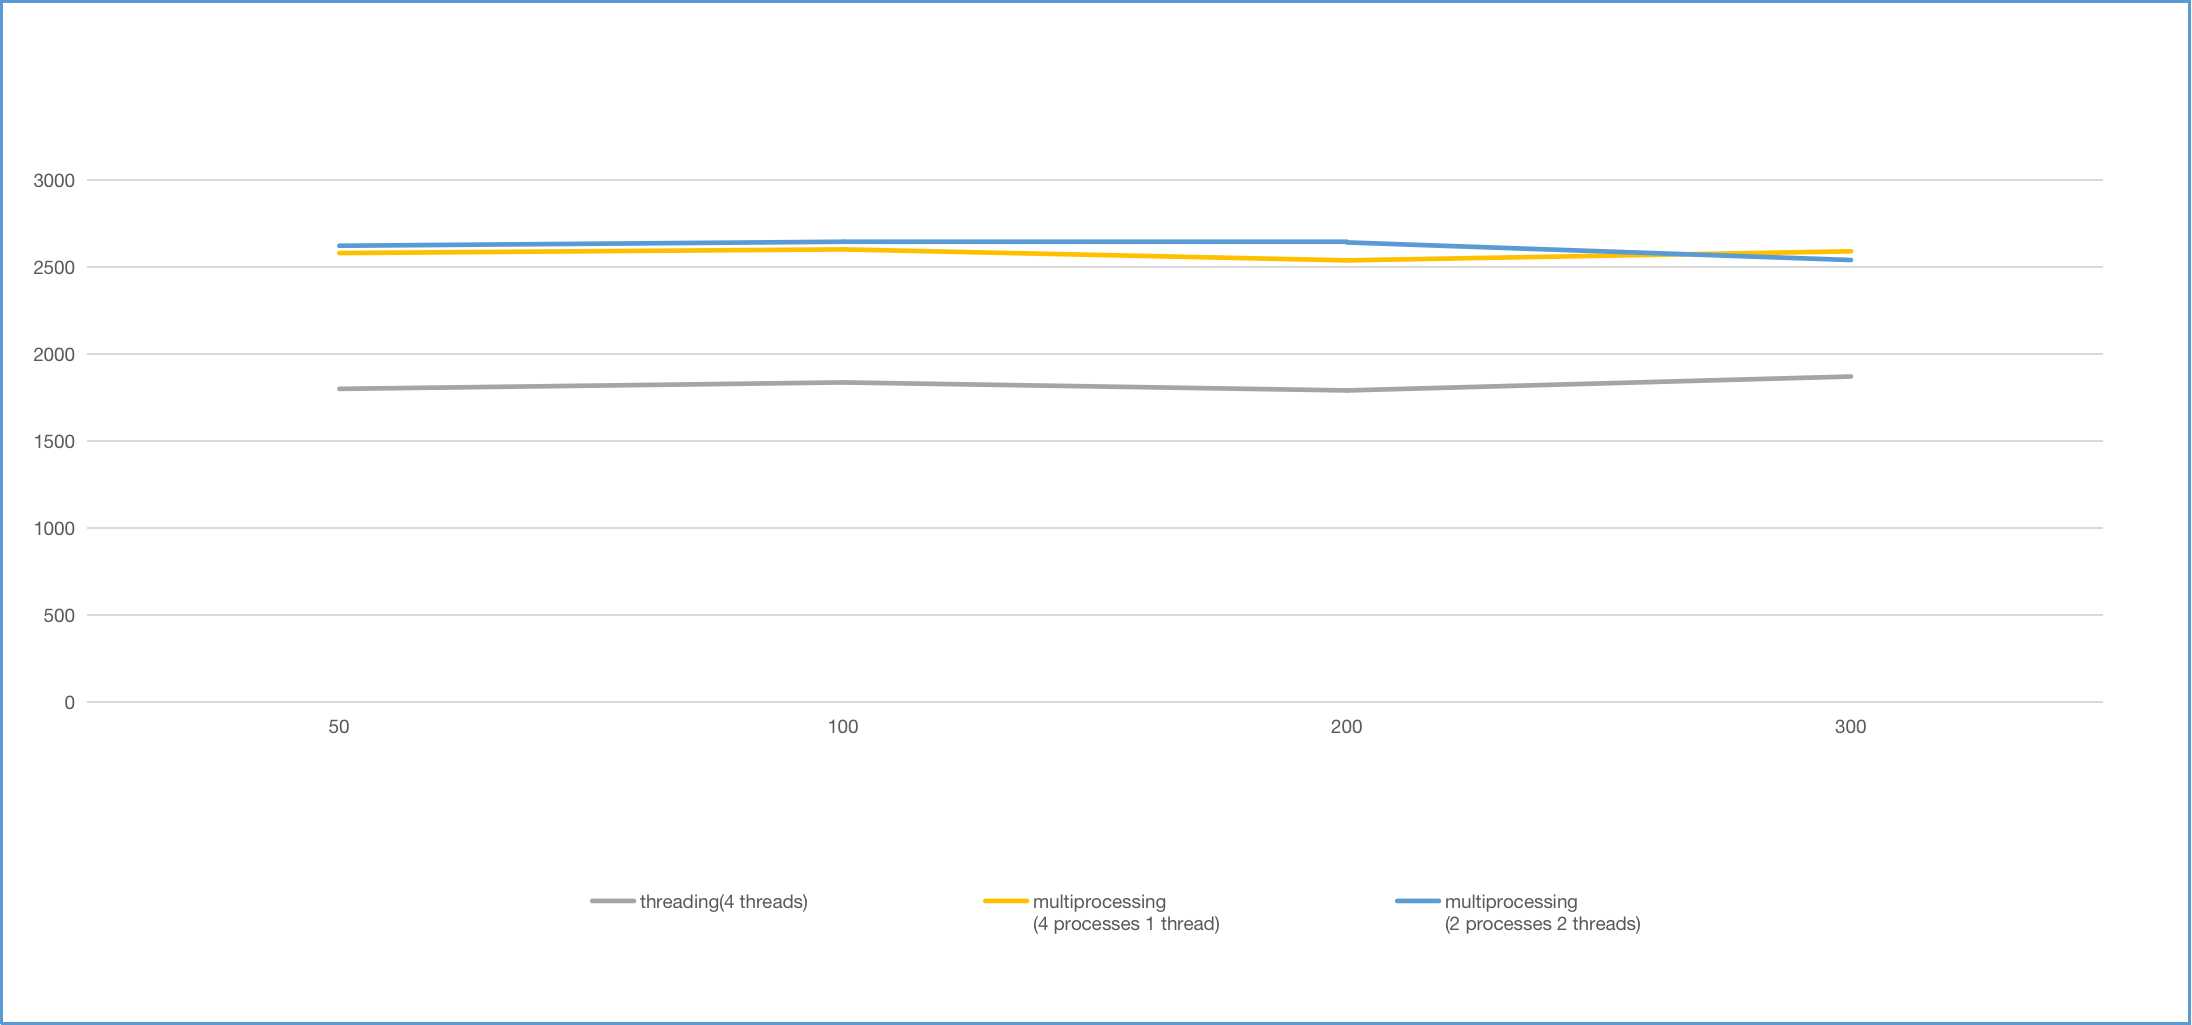 3000
2500
2000
1500
1000
500
0
50 100 200 300
threading(4 threads)
multiprocessing
(4 processes 1 thread)
multiprocessing
(2 processes 2 threads)